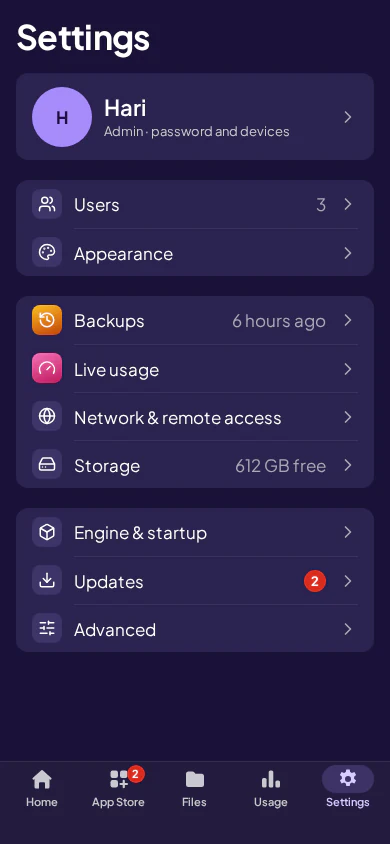 Settings
H
Hari
Admin · password and devices
Users 3
Appearance
Backups 6 hours ago
Live usage
Network & remote access
Storage 612 GB free
Engine & startup
Updates 2
Advanced
2
Home App Store Files Usage Settings